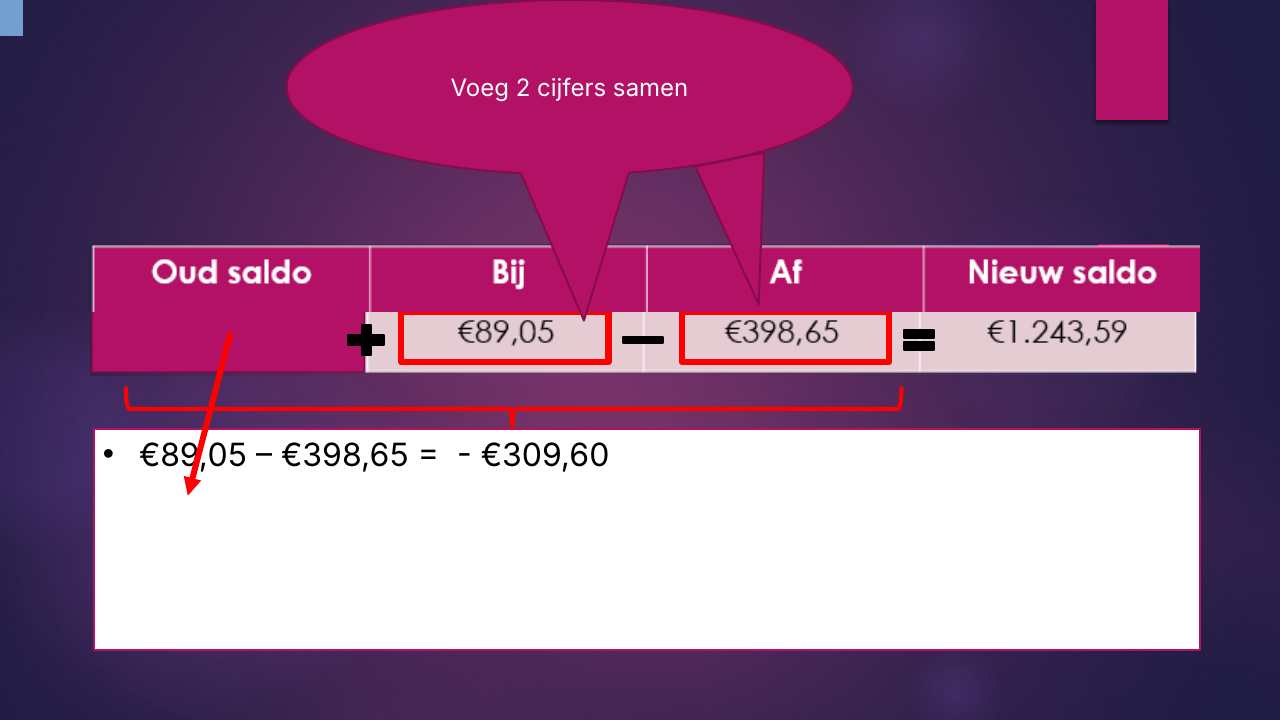 Voeg 2 cijfers samen
Oud saldo Bij Af Nieuw saldo
+ €89,05 – €398,65 = €1.243,59
• €89,05 – €398,65 = - €309,60